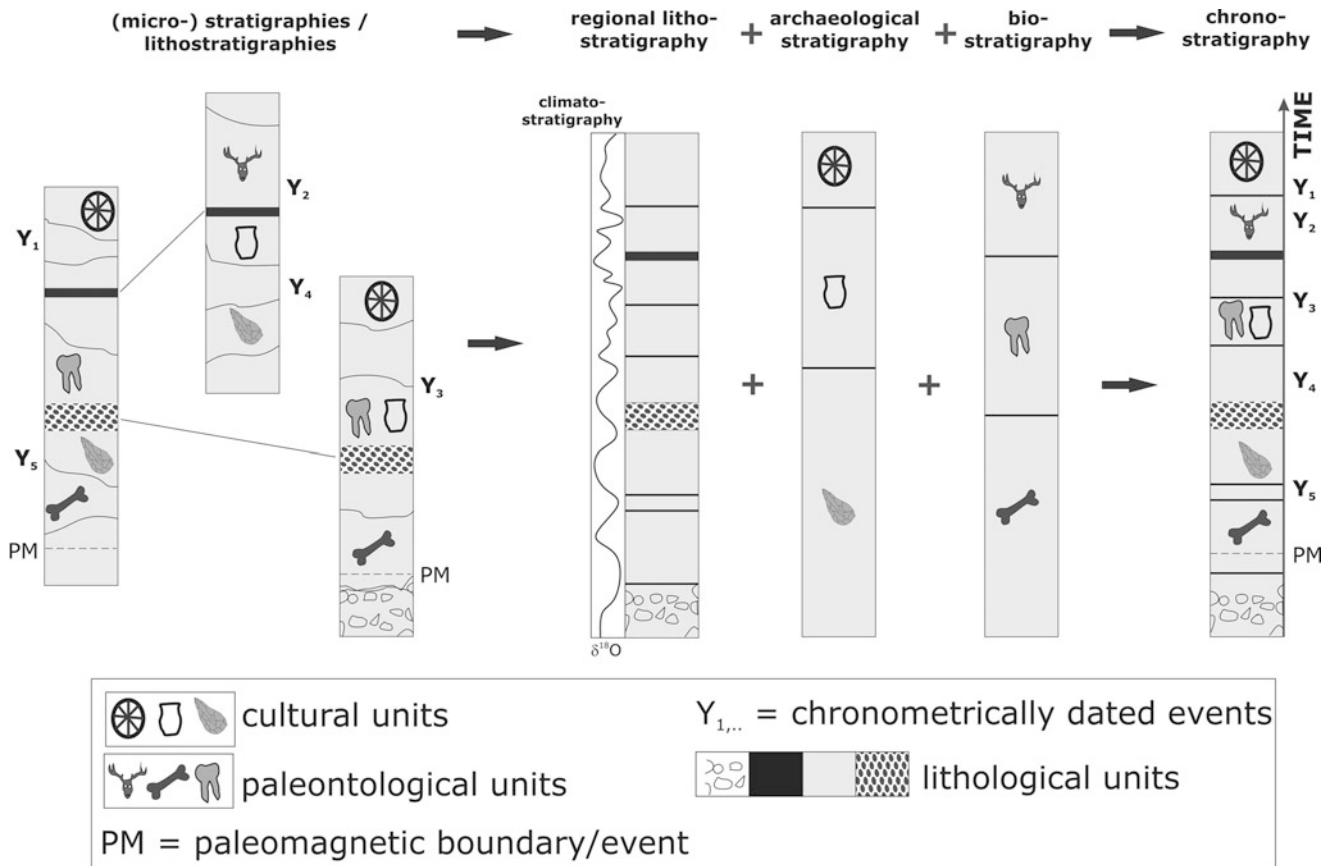 (micro-) stratigraphies /
lithostratigraphies
regional litho-
stratigraphy
+
archaeological
stratigraphy
+
bio-
stratigraphy
chrono-
stratigraphy
climato-
stratigraphy
TIME
Y1
Y2
Y4
Y3
Y5
PM
PM
+
+
Y1
Y2
Y3
Y4
Y5
PM
δ18O
cultural units
paleontological units
PM = paleomagnetic boundary/event
Y1,.. = chronometrically dated events
lithological units